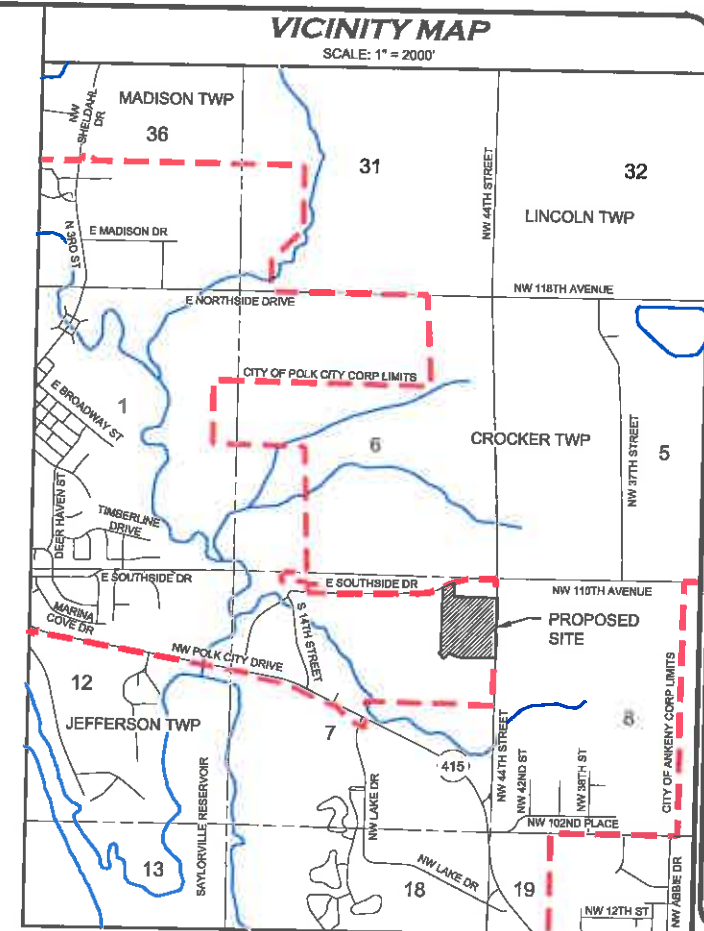 VICINITY MAP
SCALE: 1" = 2000'
MADISON TWP
36
31
32
NW
SHELDAHL
DR
NW 44TH STREET
LINCOLN TWP
N 3RD ST
E MADISON DR
E NORTHSIDE DRIVE
NW 118TH AVENUE
CITY OF POLK CITY CORP LIMITS
1
E BROADWAY ST
6
CROCKER TWP
NW 37TH STREET
5
DEER HAVEN ST
TIMBERLINE
DRIVE
E SOUTHSIDE DR
E SOUTHSIDE DR
NW 110TH AVENUE
MARINA
COVE DR
S 14TH STREET
PROPOSED
SITE
NW POLK CITY DRIVE
12
JEFFERSON TWP
7
8
CITY OF ANKENY CORP LIMITS
NW 44TH STREET
415
NW 42ND ST
NW 38TH ST
SAYLORVILLE RESERVOIR
NW LAKE DR
NW 102ND PLACE
13
NW LAKE DR
18
19
NW ABBIE DR
NW 12TH ST